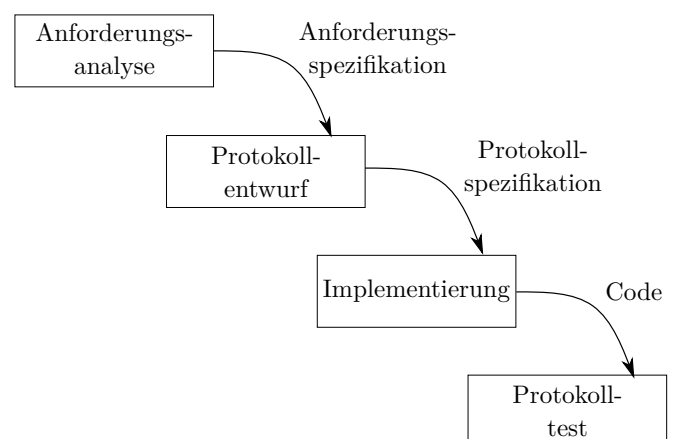 Anforderungs-
analyse
Anforderungs-
spezifikation
Protokoll-
entwurf
Protokoll-
spezifikation
Implementierung
Code
Protokoll-
test